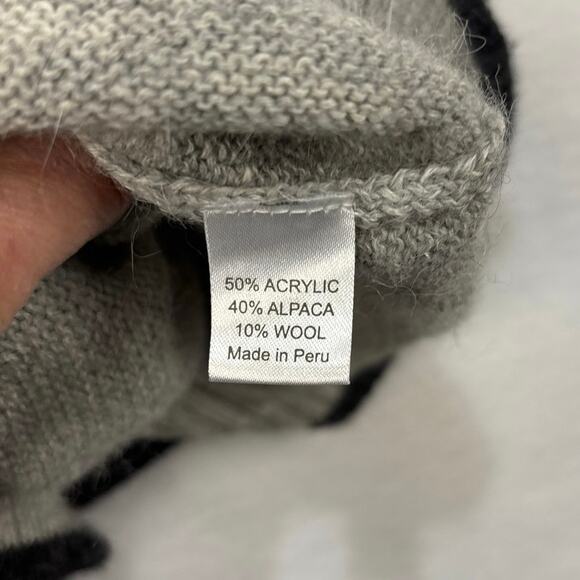 50% ACRYLIC
40% ALPACA
10% WOOL
Made in Peru